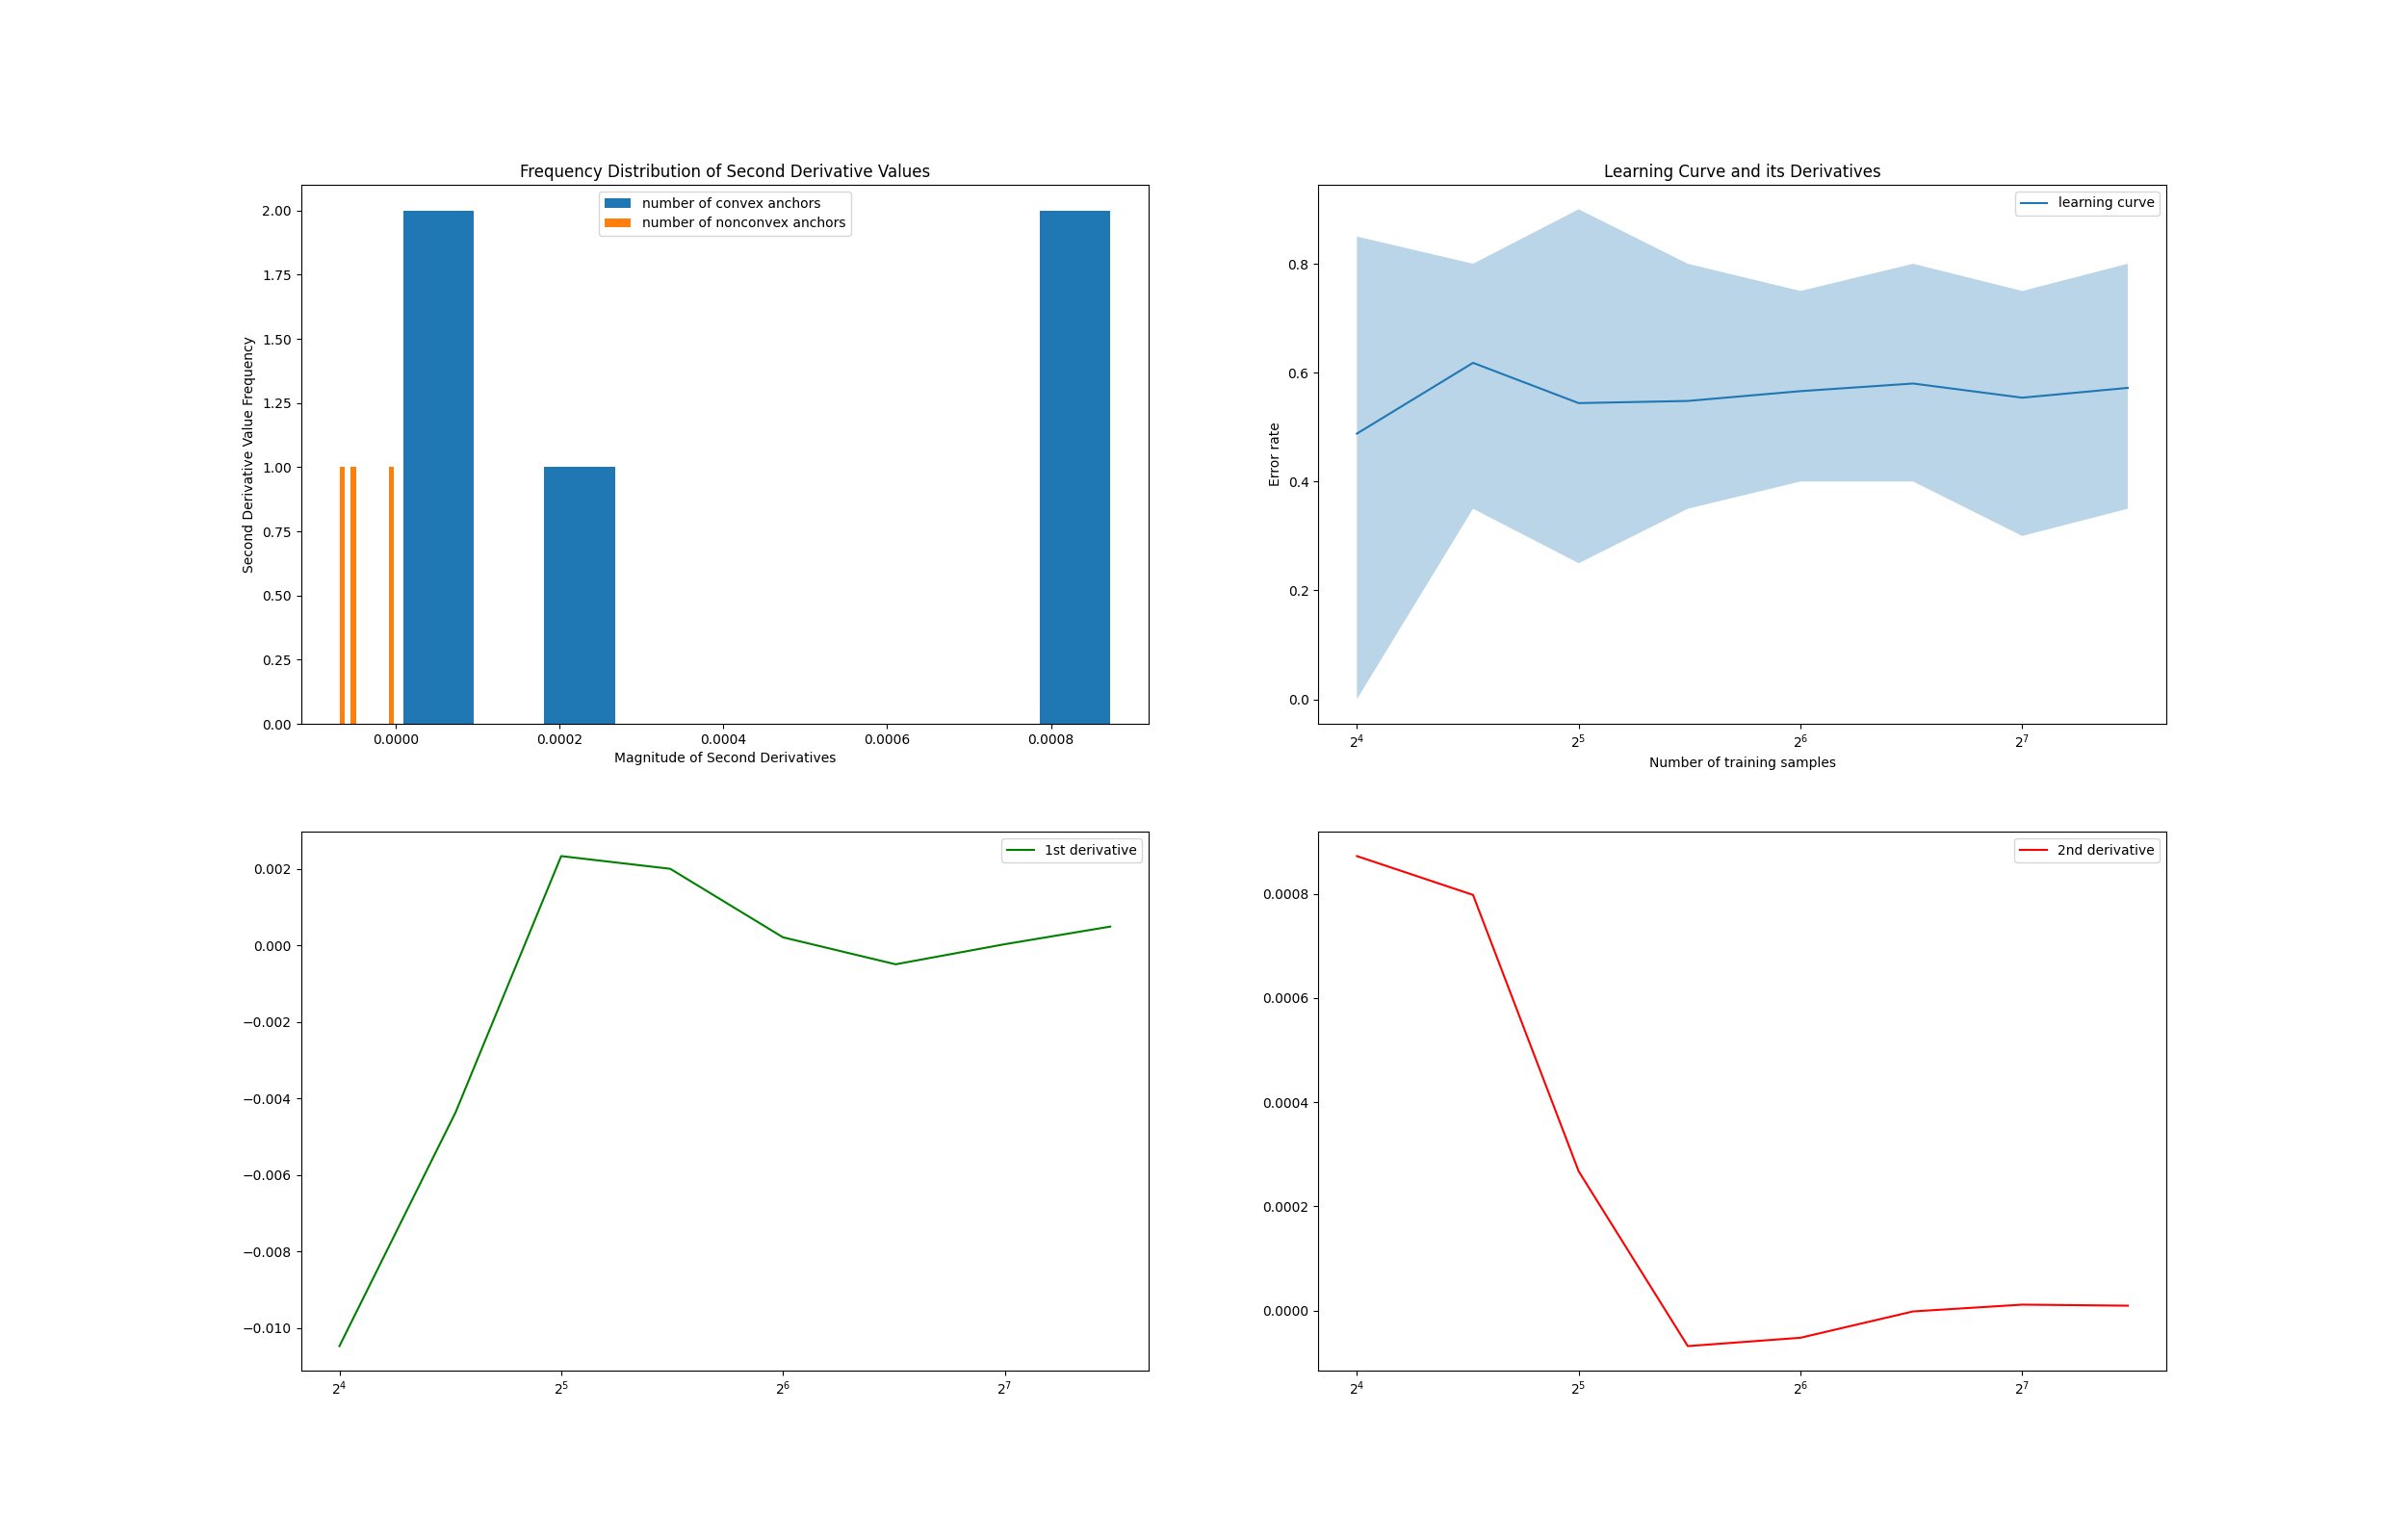 Frequency Distribution of Second Derivative Values
number of convex anchors
number of nonconvex anchors
2.00
1.75
1.50
1.25
1.00
0.75
0.50
0.25
0.00
Second Derivative Value Frequency
0.0000 0.0002 0.0004 0.0006 0.0008
Magnitude of Second Derivatives
Learning Curve and its Derivatives
learning curve
0.8
0.6
0.4
0.2
0.0
Error rate
2⁴ 2⁵ 2⁶ 2⁷
Number of training samples
1st derivative
0.002
0.000
−0.002
−0.004
−0.006
−0.008
−0.010
2⁴ 2⁵ 2⁶ 2⁷
2nd derivative
0.0008
0.0006
0.0004
0.0002
0.0000
2⁴ 2⁵ 2⁶ 2⁷